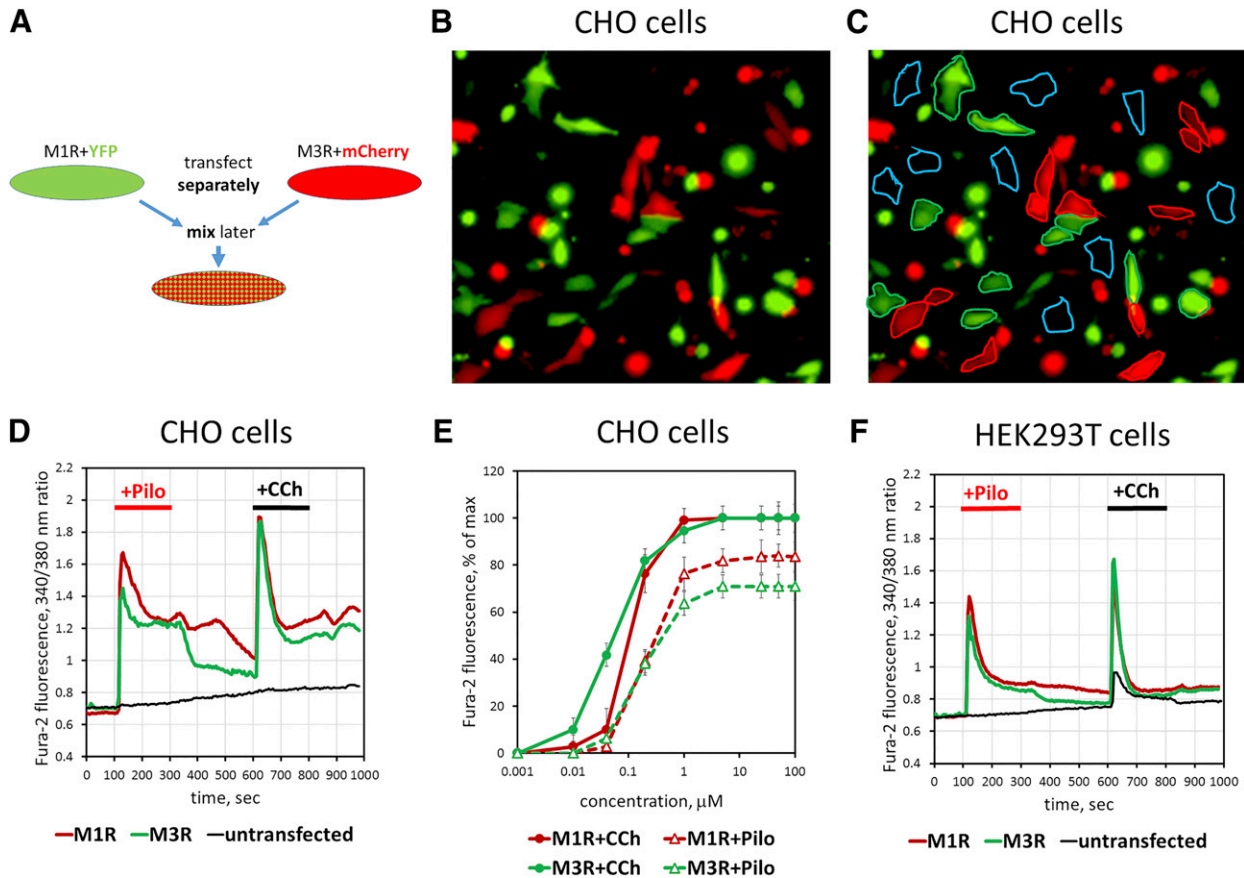 A
M1R+YFP
transfect
separately
M3R+mCherry
mix later
B
CHO cells
C
CHO cells
D
CHO cells
Fura-2 fluorescence, 340/380 nm ratio
2.2
2
1.8
1.6
1.4
1.2
1
0.8
0.6
0.4
+Pilo
+CCh
0 100 200 300 400 500 600 700 800 900 1000
time, sec
M1R M3R untransfected
E
CHO cells
Fura-2 fluorescence, % of max
120
100
80
60
40
20
0
0.001 0.01 0.1 1 10 100
concentration, μM
M1R+CCh M1R+Pilo
M3R+CCh M3R+Pilo
F
HEK293T cells
Fura-2 fluorescence, 340/380 nm ratio
2.2
2
1.8
1.6
1.4
1.2
1
0.8
0.6
0.4
+Pilo
+CCh
0 100 200 300 400 500 600 700 800 900 1000
time, sec
M1R M3R untransfected